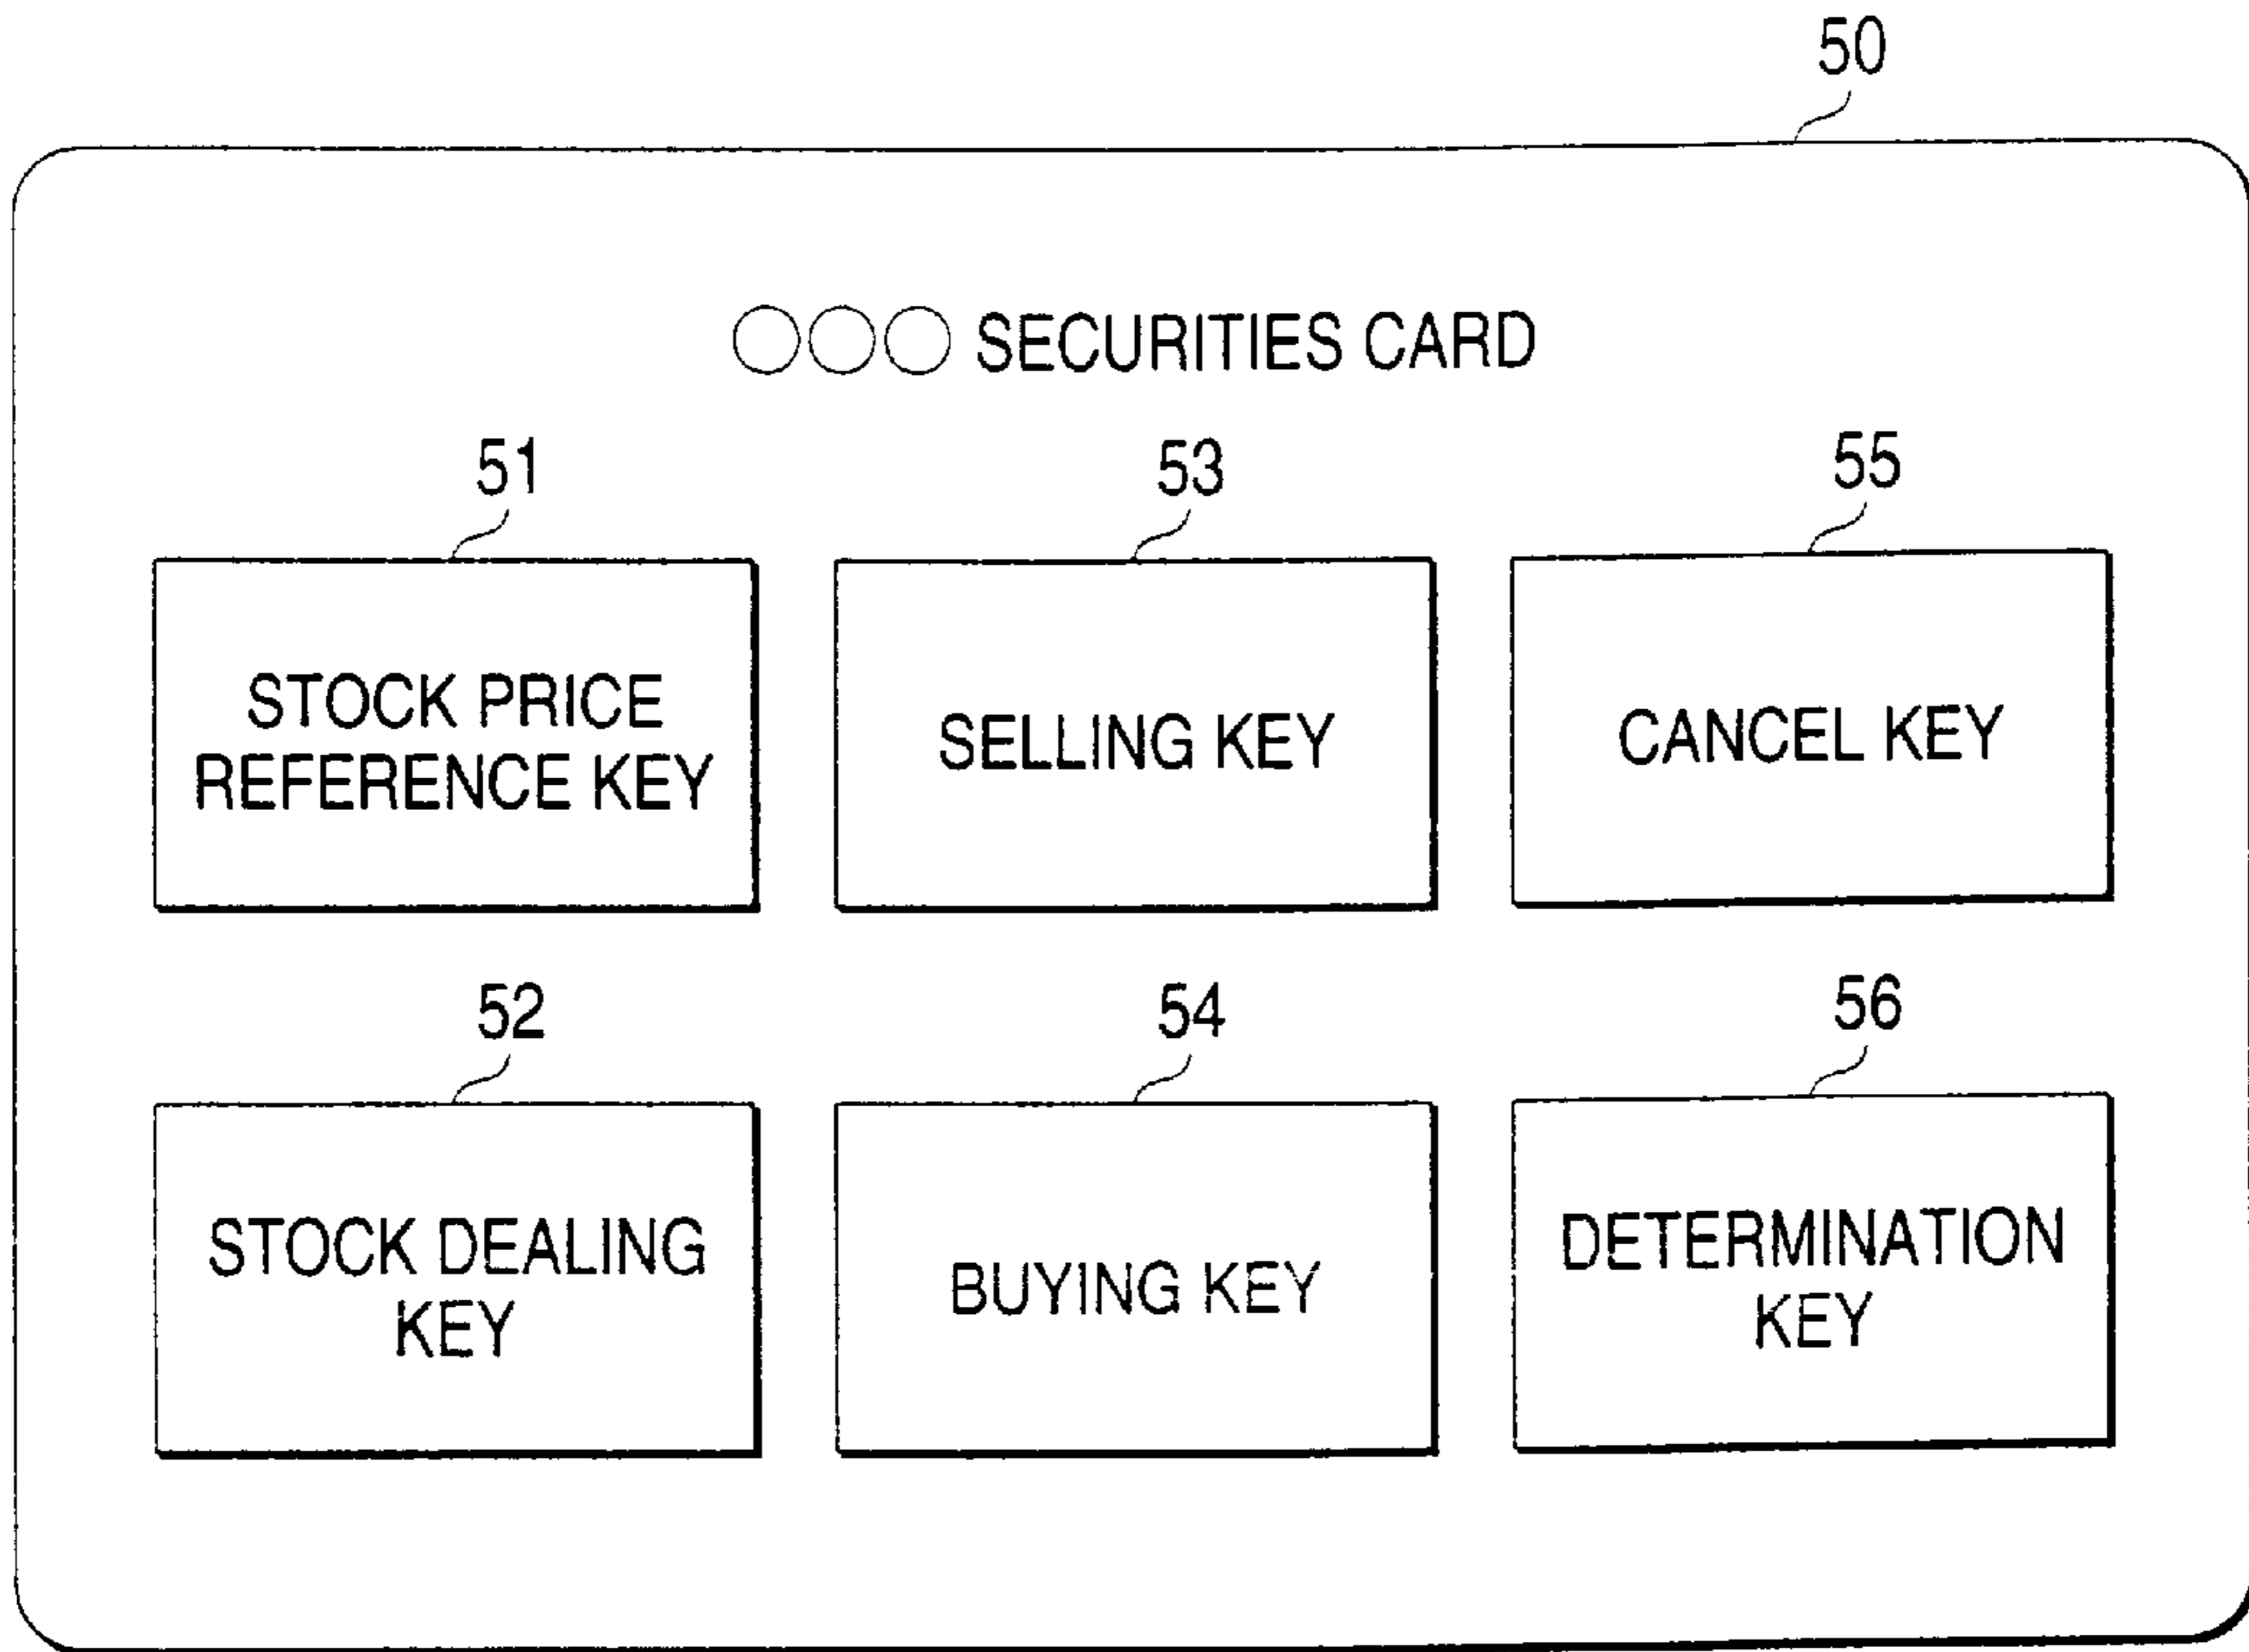 50
○○○ SECURITIES CARD
51
53
55
STOCK PRICE
REFERENCE KEY
SELLING KEY
CANCEL KEY
52
54
56
STOCK DEALING
KEY
BUYING KEY
DETERMINATION
KEY